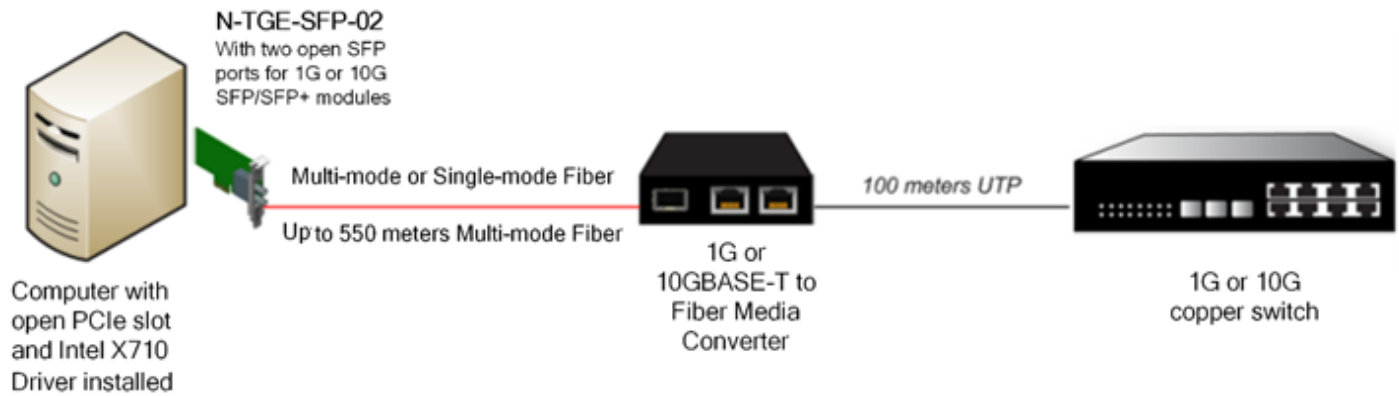 N-TGE-SFP-02
With two open SFP
ports for 1G or 10G
SFP/SFP+ modules
Multi-mode or Single-mode Fiber
Up to 550 meters Multi-mode Fiber
100 meters UTP
Computer with
open PCIe slot
and Intel X710
Driver installed
1G or
10GBASE-T to
Fiber Media
Converter
1G or 10G
copper switch